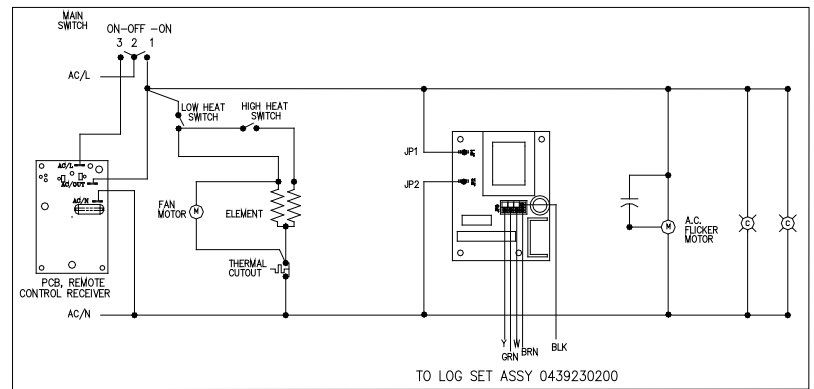 MAIN
SWITCH
ON-OFF -ON
3 2 1
AC/L
LOW HEAT
SWITCH
HIGH HEAT
SWITCH
JP1
JP2
AC/L
AC/OUT
AC/N
FAN
MOTOR
M
ELEMENT
THERMAL
CUTOUT
M
A.C.
FLICKER
MOTOR
C
C
PCB, REMOTE
CONTROL RECEIVER
AC/N
Y
GRN
W
BRN
BLK
TO LOG SET ASSY 0439230200